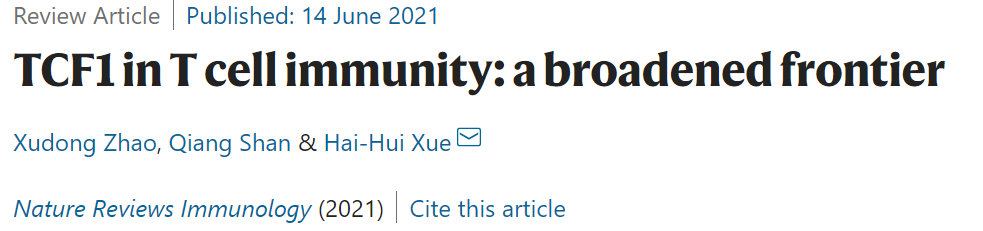 Review Article | Published: 14 June 2021
TCF1 in T cell immunity: a broadened frontier
Xudong Zhao, Qiang Shan & Hai-Hui Xue
Nature Reviews Immunology (2021) | Cite this article